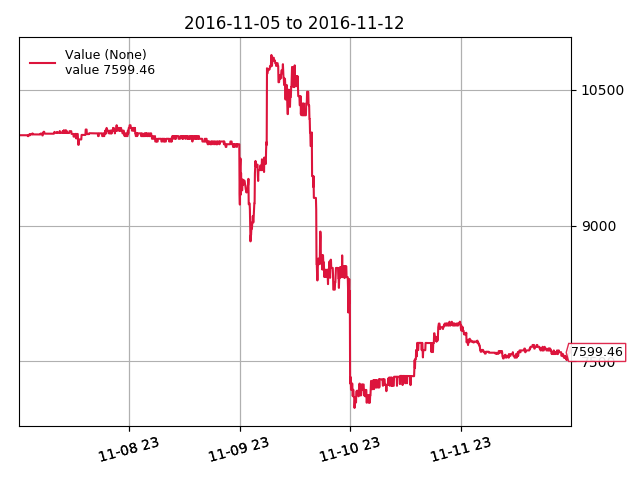 2016-11-05 to 2016-11-12
Value (None)
value 7599.46
10500
9000
7599.46
7500
11-08 23
11-09 23
11-10 23
11-11 23